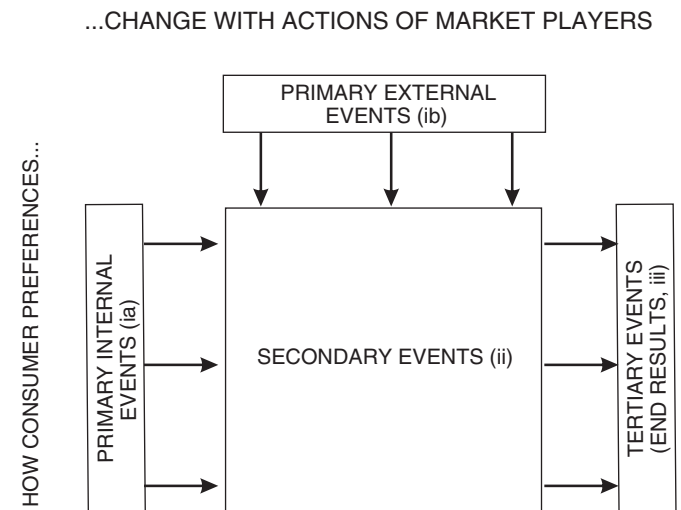 ...CHANGE WITH ACTIONS OF MARKET PLAYERS
PRIMARY EXTERNAL
EVENTS (ib)
HOW CONSUMER PREFERENCES...
PRIMARY INTERNAL
EVENTS (ia)
SECONDARY EVENTS (ii)
TERTIARY EVENTS
(END RESULTS, iii)